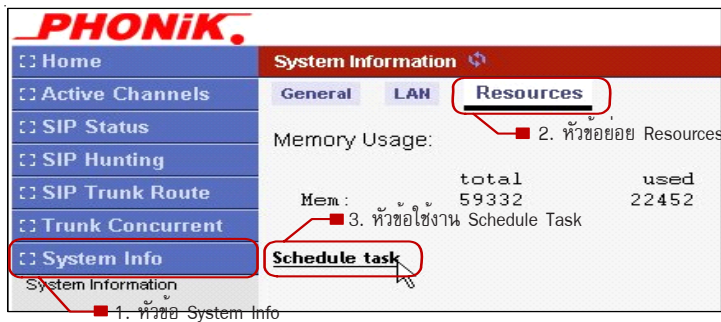 PHONiK.
Home
System Information
Active Channels
General LAN Resources
SIP Status
2. หัวข้อย่อย Resources
Memory Usage:
SIP Hunting
SIP Trunk Route
total used
Mem: 59332 22452
Trunk Concurrent
3. หัวข้อใช้งาน Schedule Task
System Info
Schedule task
System Information
1. หัวข้อ System Info